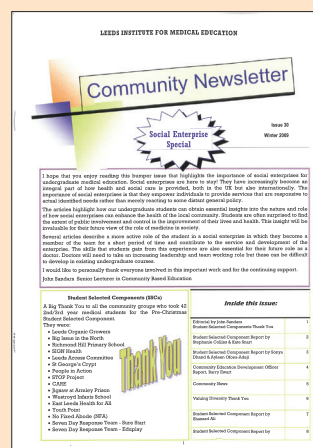 LEEDS INSTITUTE FOR MEDICAL EDUCATION
Community Newsletter
Issue 30
Winter 2009
Social Enterprise
Special
I hope that you enjoy reading this bumper issue that highlights the importance of social enterprises for
undergraduate medical education. Social enterprises are here to stay! They have increasingly become an
integral part of how health and social care is provided, both in the UK but also internationally. The
importance of social enterprises is that they empower individuals to provide services that are responsive to
actual identified needs rather than merely reacting to some distant general policy.
The articles highlight how our undergraduate students can obtain essential insights into the nature and role
of how social enterprises can enhance the health of the local community. Students are often surprised to find
the extent of public involvement and control is the improvement of their lives and health. This insight will be
invaluable for their future view of the role of medicine in society.
Several articles describe a more active role of the student in a social enterprise in which they become a
member of the team for a short period of time and contribute to the service and development of the
enterprise. The skills that students gain from this experience are also essential for their future role as a
doctor. Doctors will need to take an increasing leadership and team working role but these can be difficult
to develop in existing undergraduate courses.
I would like to personally thank everyone involved in this important work and for the continuing support.
John Sandars Senior Lecturer in Community Based Education
Student Selected Components (SSCs)
A Big Thank You to all the community groups who took 42
2nd/3rd year medical students for the Pre-Christmas
Student Selected Component.
They were:
• Leeds Organic Growers
• Big Issue in the North
• Richmond Hill Primary School
• SIGN Health
• Leeds Access Committee
• St George's Crypt
• People in Action
• STOP Project
• CARE
• Jigsaw at Armley Prison
• Westroyd Infants School
• East Leeds Health for All
• Youth Point
• No Fixed Abode (NFA)
• Seven Day Response Team - Sure Start
• Seven Day Response Team - Eduplay
Thank You
Inside this issue:
Editorial by John Sandars 1
Student Selected Components Thank You
Student Selected Component Report by 2
Stephanie Collins & Kate Stuart
Student Selected Component Report by Sonya 3
Dhand & Afusen Okoro Adaji
Community Education Development Officer 4
Report, Barry Ewart
Community News 5
Valuing Diversity Thank You 6
Student Selected Component Report by 7
Student Selected Component Report by 8
1